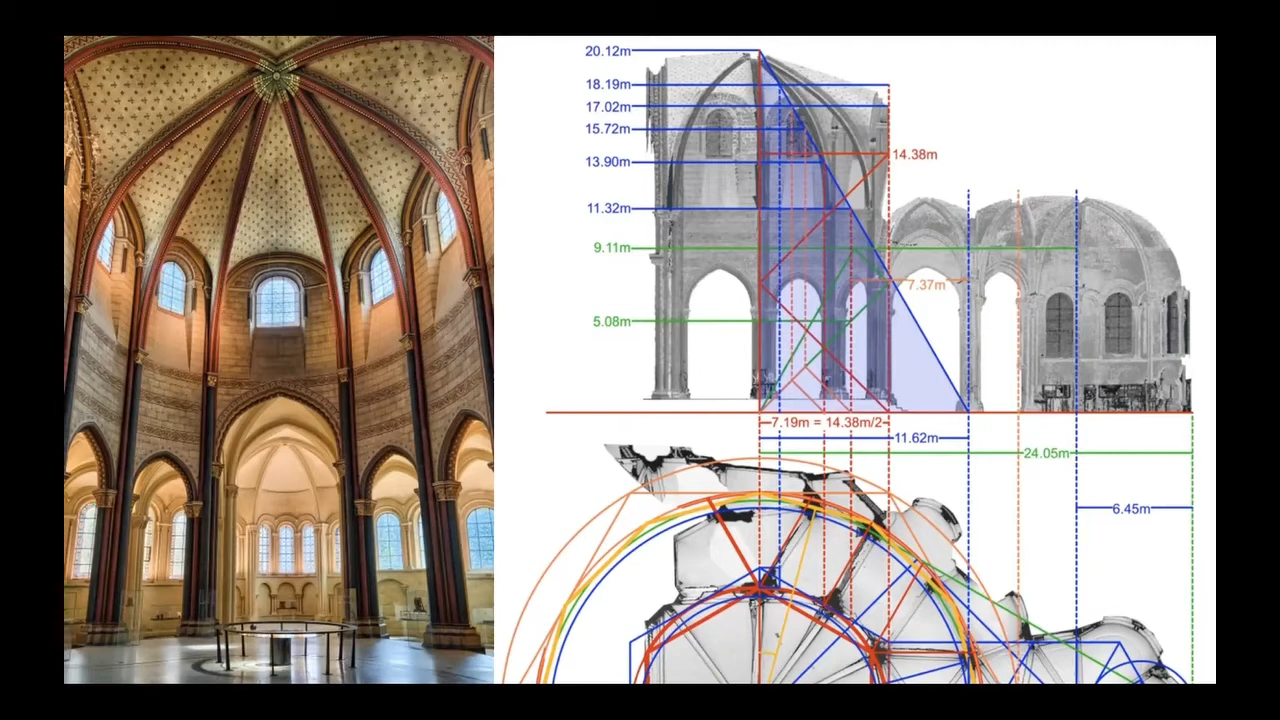 20.12m
18.19m
17.02m
15.72m
14.38m
13.90m
11.32m
9.11m
7.37m
5.08m
7.19m = 14.38m/2
11.62m
24.05m
6.45m